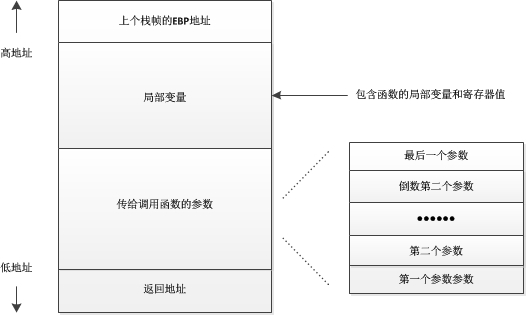 上个栈帧的EBP地址
高地址
局部变量
包含函数的局部变量和寄存器值
最后一个参数
倒数第二个参数
传给调用函数的参数
••••••
第二个参数
低地址
第一个参数参数
返回地址